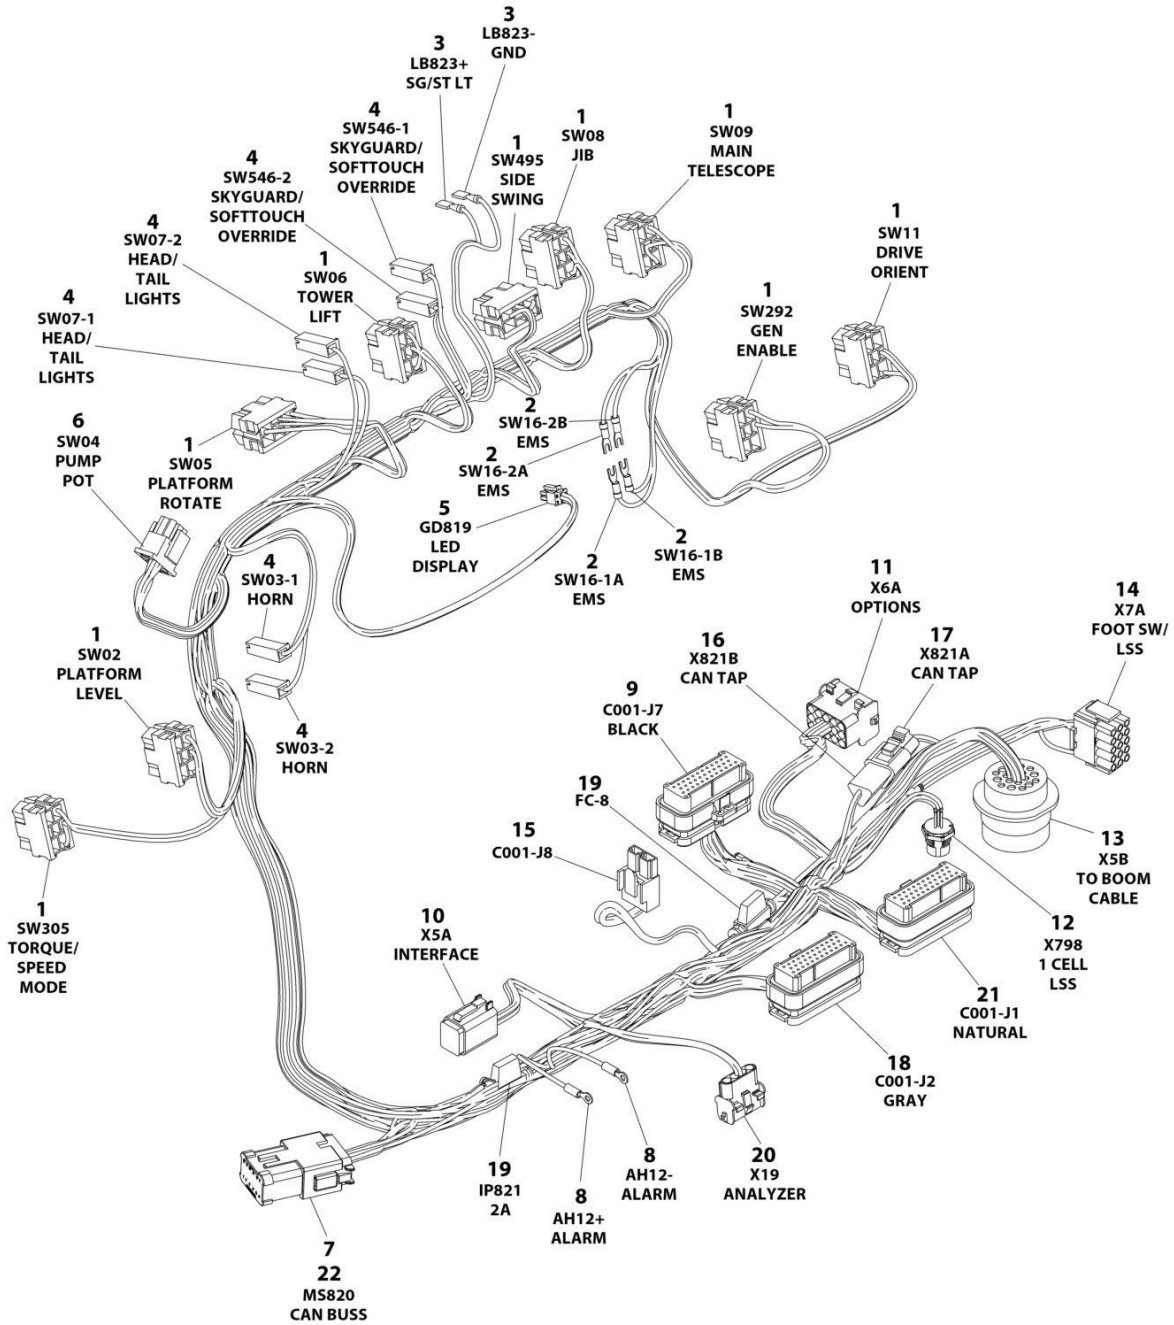 3
LB823-
GND
3
LB823+
SG/ST LT
4
SW546-1
SKYGUARD/
SOFTTOUCH
OVERRIDE
1
SW495
SIDE
SWING
1
SW08
JIB
1
SW09
MAIN
TELESCOPE
4
SW546-2
SKYGUARD/
SOFTTOUCH
OVERRIDE
1
SW11
DRIVE
ORIENT
4
SW07-2
HEAD/
TAIL
LIGHTS
1
SW06
TOWER
LIFT
4
SW07-1
HEAD/
TAIL
LIGHTS
1
SW292
GEN
ENABLE
6
SW04
PUMP
POT
1
SW05
PLATFORM
ROTATE
2
SW16-2B
EMS
2
SW16-2A
EMS
5
GD819
LED
DISPLAY
2
SW16-1A
EMS
2
SW16-1B
EMS
4
SW03-1
HORN
11
X6A
OPTIONS
14
X7A
FOOT SW/
LSS
1
SW02
PLATFORM
LEVEL
16
X821B
CAN TAP
17
X821A
CAN TAP
9
C001-J7
BLACK
4
SW03-2
HORN
19
FC-8
15
C001-J8
13
X5B
TO BOOM
CABLE
1
SW305
TORQUE/
SPEED
MODE
10
X5A
INTERFACE
12
X798
1 CELL
LSS
21
C001-J1
NATURAL
18
C001-J2
GRAY
19
IP821
2A
8
AH12+
ALARM
8
AH12-
ALARM
20
X19
ANALYZER
7
22
MS820
CAN BUSS